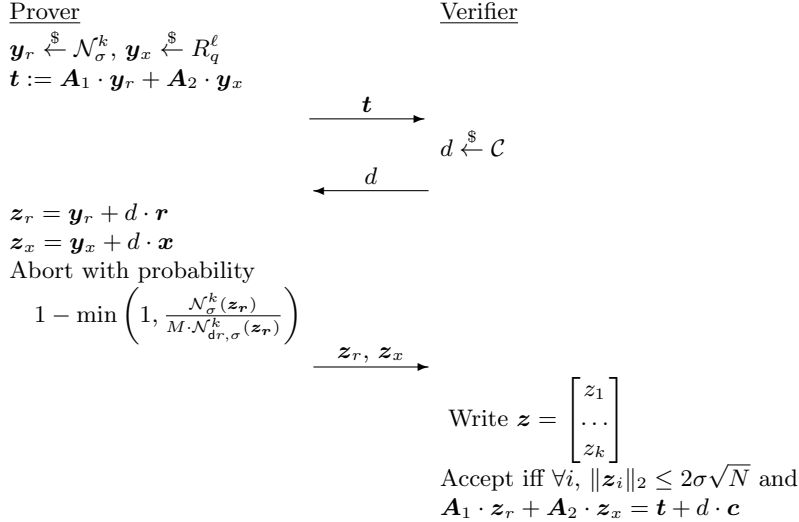 Prover
Verifier
𝒚_r ←$ 𝒩_σ^k, 𝒚_x ←$ R_q^ℓ
𝒕 := 𝑨_1 · 𝒚_r + 𝑨_2 · 𝒚_x
𝒕
d ←$ 𝒞
d
𝒛_r = 𝒚_r + d · 𝒓
𝒛_x = 𝒚_x + d · 𝒙
Abort with probability
1 − min (1, 𝒩_σ^k(𝒛_𝒓) / M·𝒩_{dr,σ}^k(𝒛_𝒓))
𝒛_r, 𝒛_x
Write 𝒛 = [z_1 … z_k]
Accept iff ∀i, ‖𝒛_i‖_2 ≤ 2σ√N and
𝑨_1 · 𝒛_r + 𝑨_2 · 𝒛_x = 𝒕 + d · 𝒄